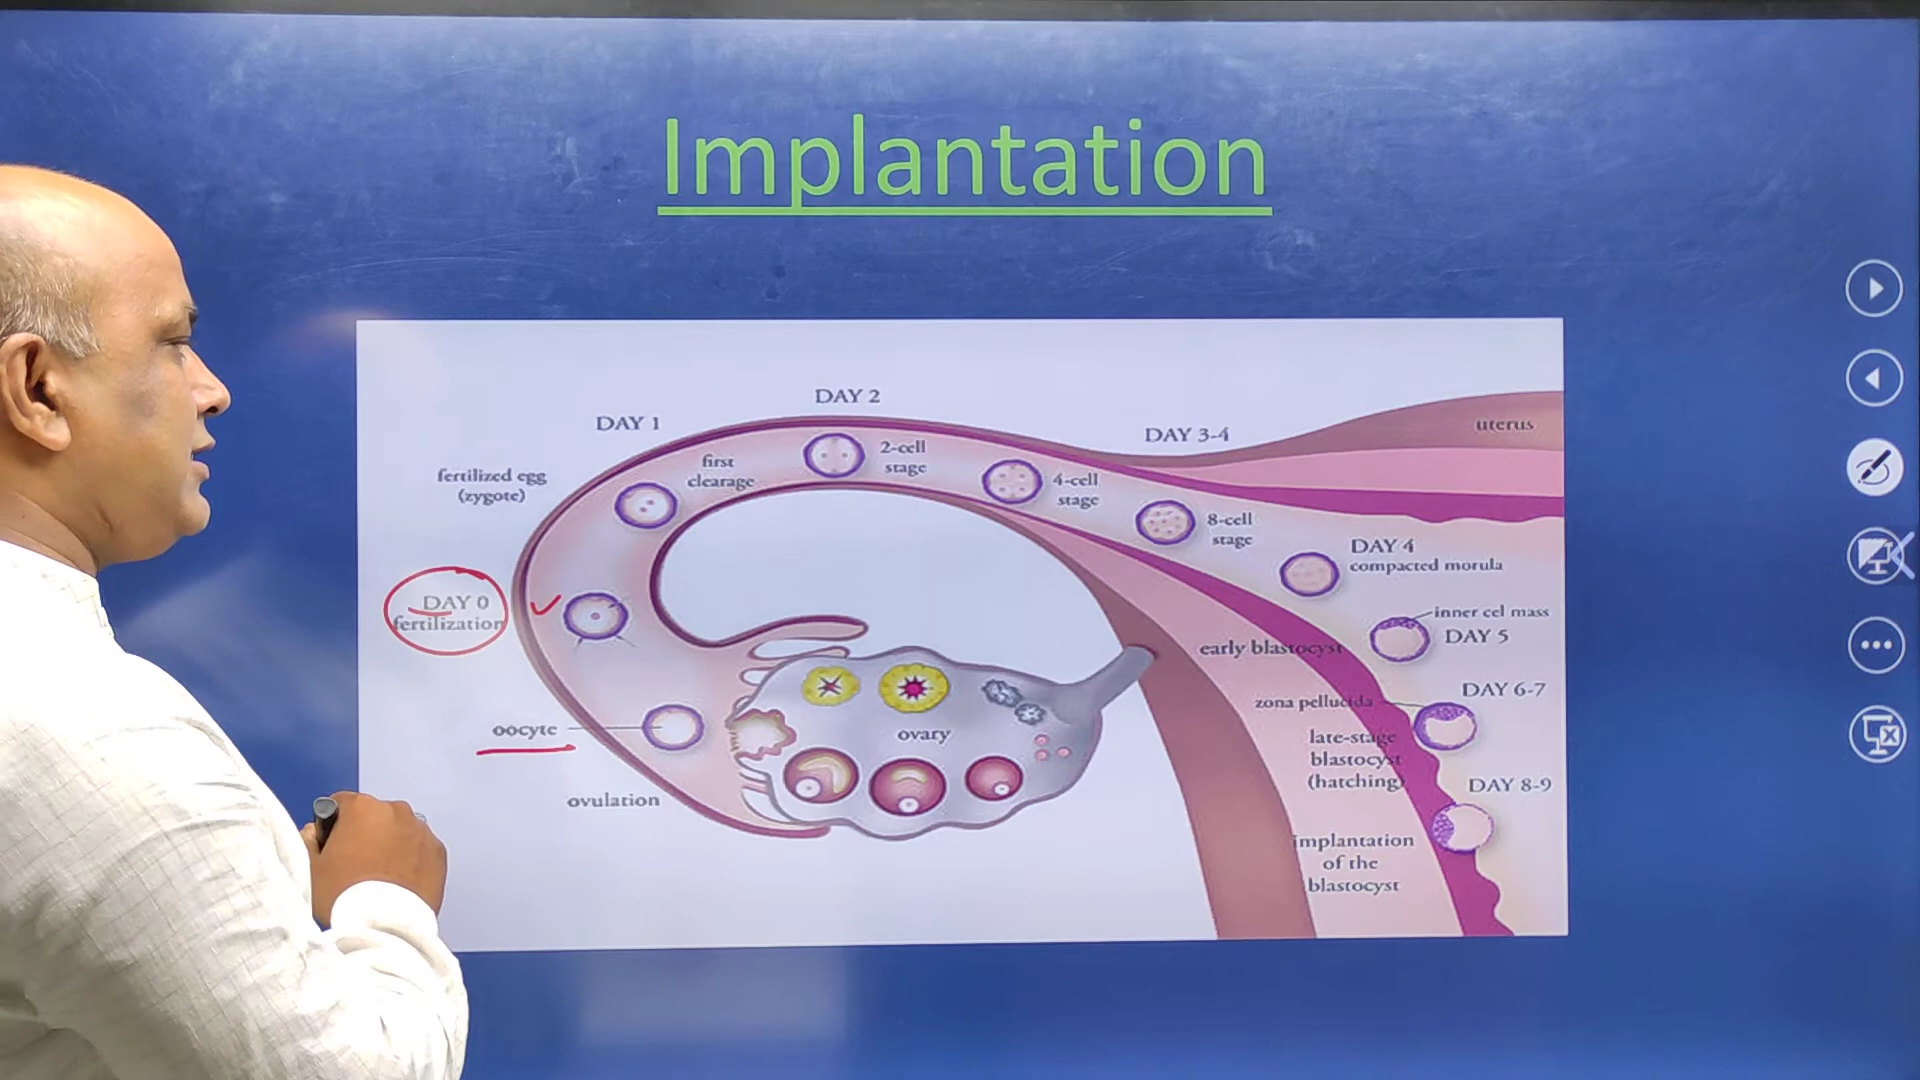 Implantation
DAY 2
DAY 1
DAY 3-4
uterus
fertilized egg
(zygote)
first
clearage
2-cell
stage
4-cell
stage
8-cell
stage
DAY 4
compacted morula
DAY 0
fertilization
inner cel mass
DAY 5
early blastocyst
DAY 6-7
zona pellucida
oocyte
ovary
late-stage
blastocyst
(hatching)
DAY 8-9
ovulation
implantation
of the
blastocyst